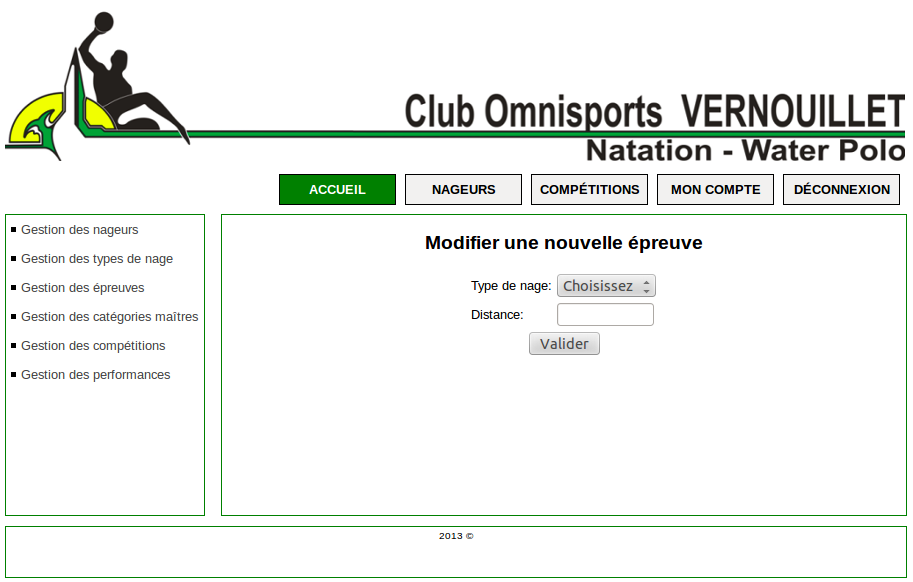 Club Omnisports VERNOUILLET
Natation - Water Polo
ACCUEIL NAGEURS COMPÉTITIONS MON COMPTE DÉCONNEXION
Gestion des nageurs
Gestion des types de nage
Gestion des épreuves
Gestion des catégories maîtres
Gestion des compétitions
Gestion des performances
Modifier une nouvelle épreuve
Type de nage: Choisissez
Distance:
Valider
2013 ©